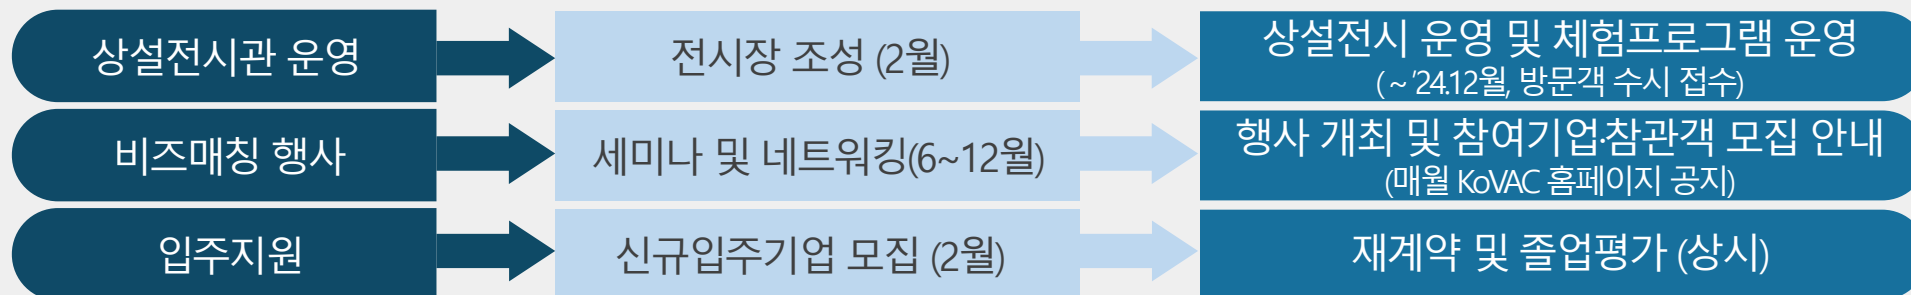 상설전시관 운영
전시장 조성 (2월)
상설전시 운영 및 체험프로그램 운영
(~'24.12월, 방문객 수시 접수)
비즈매칭 행사
세미나 및 네트워킹(6~12월)
행사 개최 및 참여기업·참관객 모집 안내
(매월 KoVAC 홈페이지 공지)
입주지원
신규입주기업 모집 (2월)
재계약 및 졸업평가 (상시)